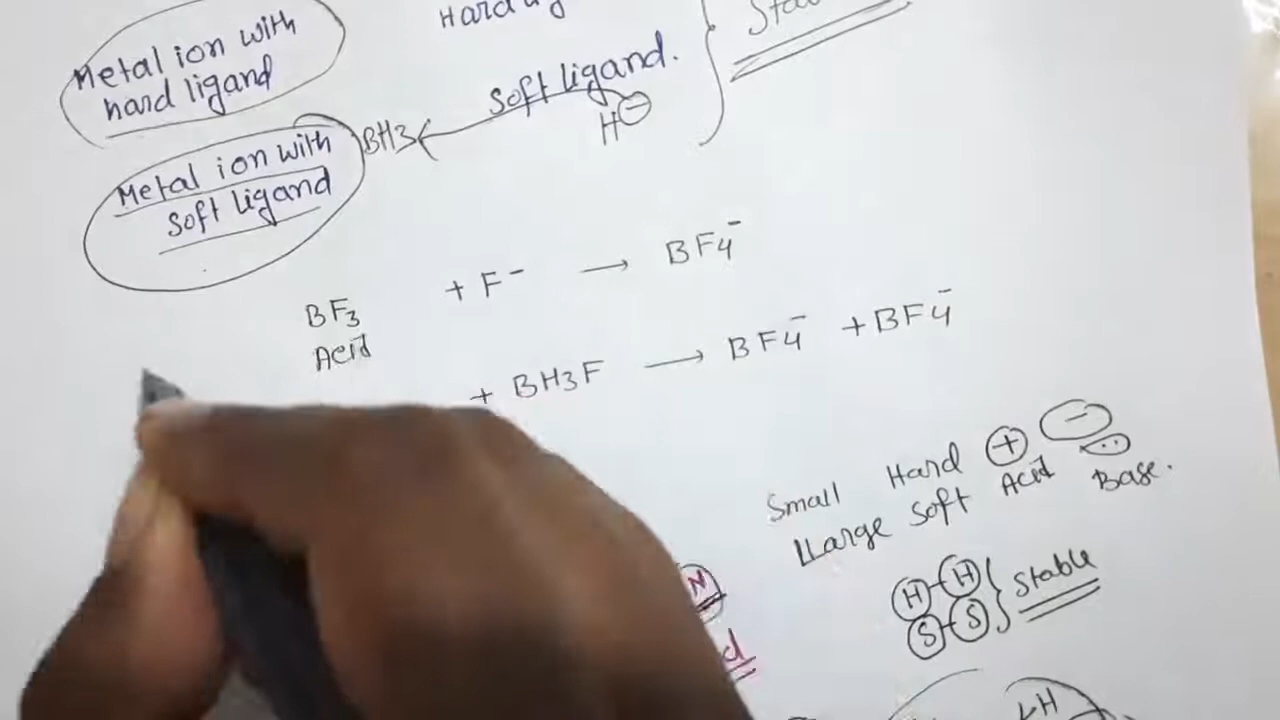 Metal ion with
hard ligand
Hard
Soft ligand.
H⊖
BH3
Metal ion with
Soft ligand
BF3 + F⁻ → BF4⁻
Acid
+ BH3F → BF4⁻ + BF4⁻
Small Hard ⊕ ⊖
Large Soft Acid Base.
H-H
S-S } Stable
N
d
H